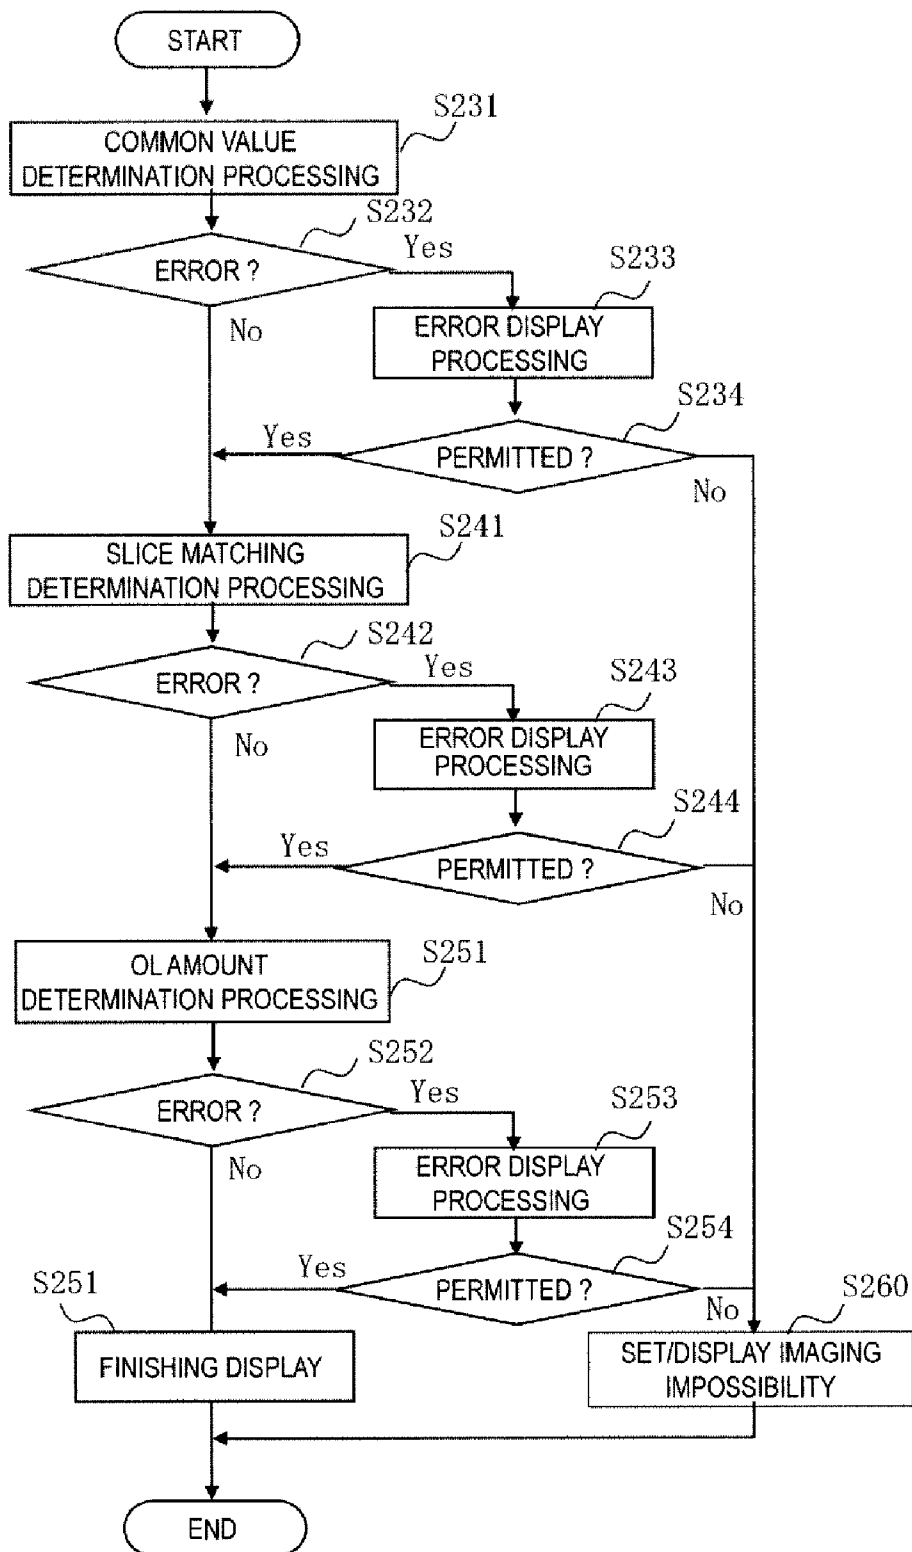 START
S231
COMMON VALUE
DETERMINATION PROCESSING
S232
ERROR ?
Yes
No
S233
ERROR DISPLAY
PROCESSING
S234
PERMITTED ?
Yes
No
S241
SLICE MATCHING
DETERMINATION PROCESSING
S242
ERROR ?
Yes
No
S243
ERROR DISPLAY
PROCESSING
S244
PERMITTED ?
Yes
No
S251
OL AMOUNT
DETERMINATION PROCESSING
S252
ERROR ?
Yes
No
S253
ERROR DISPLAY
PROCESSING
S254
PERMITTED ?
Yes
No
S251
FINISHING DISPLAY
S260
SET/DISPLAY IMAGING
IMPOSSIBILITY
END